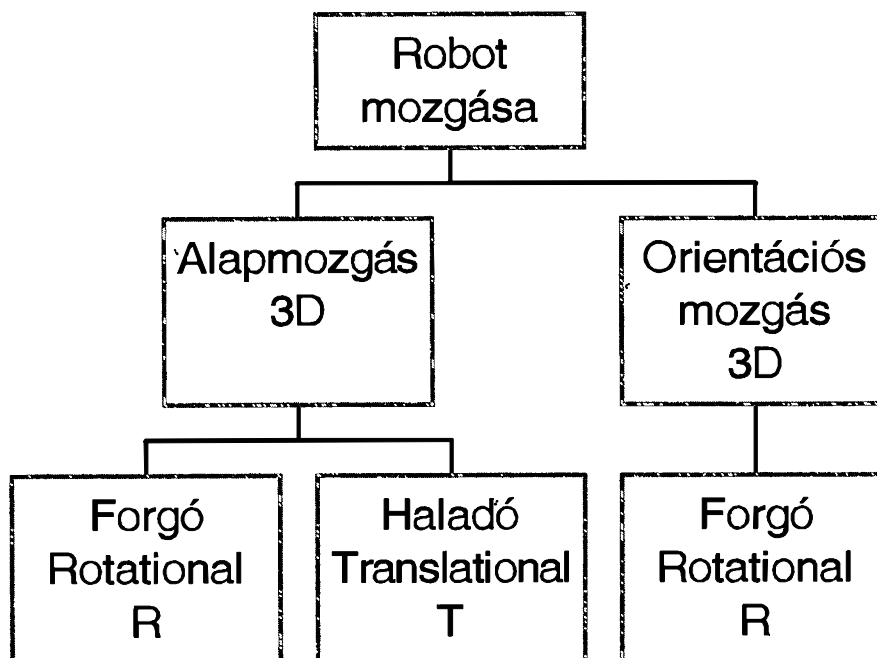 Robot
mozgása
Alapmozgás
3D
Orientációs
mozgás
3D
Forgó
Rotational
R
Haladó
Translational
T
Forgó
Rotational
R